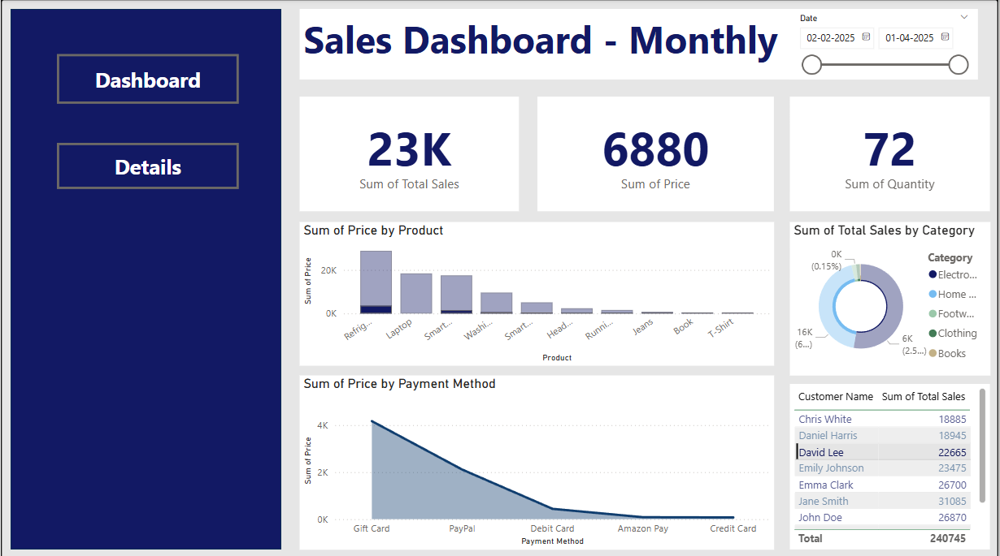 Dashboard
Details
Sales Dashboard - Monthly
Date
02-02-2025
01-04-2025
23K
Sum of Total Sales
6880
Sum of Price
72
Sum of Quantity
Sum of Price by Product
Sum of Price
20K
0K
Refrig...
Laptop
Smart...
Washi...
Smart...
Head...
Runni...
Jeans
Book
T-Shirt
Product
Sum of Total Sales by Category
0K
(0.15%)
16K
(6...)
6K
(2.5...)
Category
Electro...
Home ...
Footw...
Clothing
Books
Sum of Price by Payment Method
Sum of Price
4K
2K
0K
Gift Card
PayPal
Debit Card
Amazon Pay
Credit Card
Payment Method
Customer Name Sum of Total Sales
Chris White 18885
Daniel Harris 18945
David Lee 22665
Emily Johnson 23475
Emma Clark 26700
Jane Smith 31085
John Doe 26870
Total 240745